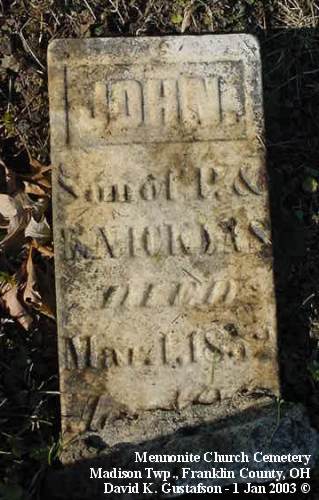 JOHN.
Son of P. &
NICKLAS
DIED
Mar. 1, 1852
Mennonite Church Cemetery
Madison Twp., Franklin County, OH
David K. Gustafson - 1 Jan 2003 ©